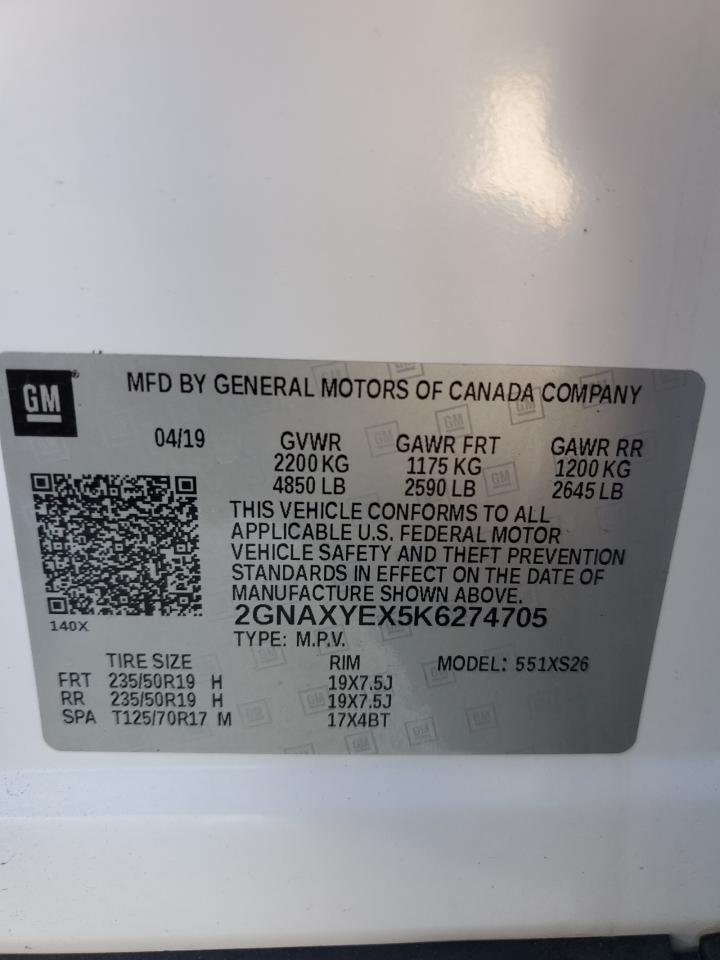 GM®
MFD BY GENERAL MOTORS OF CANADA COMPANY
04/19 GVWR GAWR FRT GAWR RR
2200 KG 1175 KG 1200 KG
4850 LB 2590 LB 2645 LB
THIS VEHICLE CONFORMS TO ALL
APPLICABLE U.S. FEDERAL MOTOR
VEHICLE SAFETY AND THEFT PREVENTION
STANDARDS IN EFFECT ON THE DATE OF
MANUFACTURE SHOWN ABOVE.
2GNAXYEX5K6274705
140X
TYPE: M.P.V.
TIRE SIZE RIM MODEL: 551XS26
FRT 235/50R19 H 19X7.5J
RR 235/50R19 H 19X7.5J
SPA T125/70R17 M 17X4BT